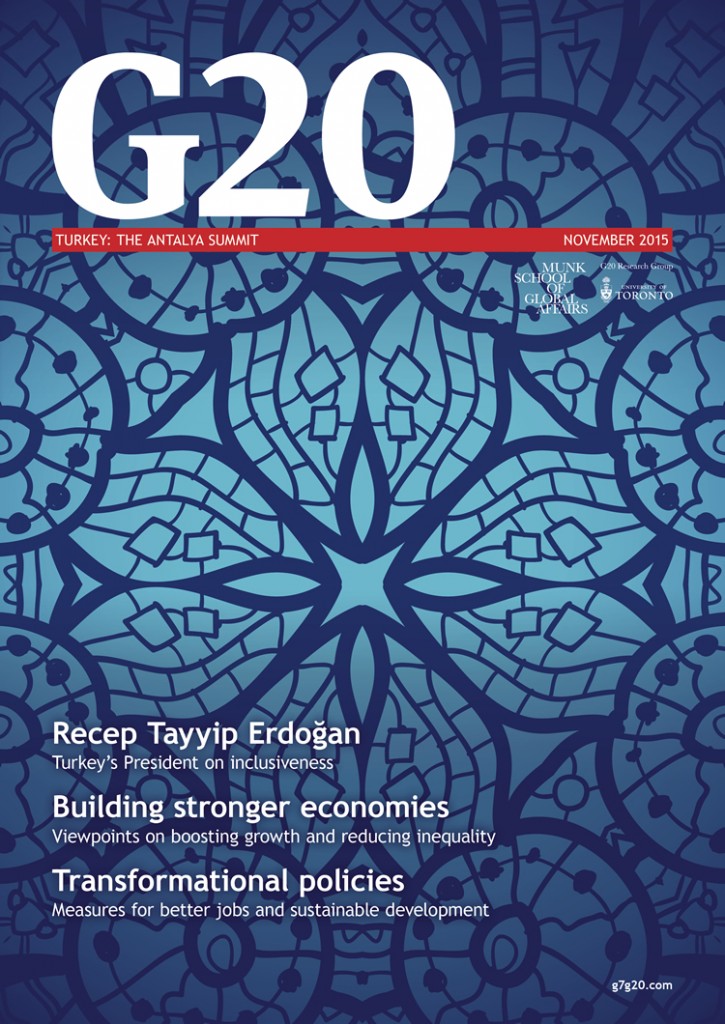 G20
TURKEY: THE ANTALYA SUMMIT
NOVEMBER 2015
MUNK
SCHOOL
OF
GLOBAL
AFFAIRS
G20 Research Group
UNIVERSITY OF
TORONTO
Recep Tayyip Erdoğan
Turkey's President on inclusiveness
Building stronger economies
Viewpoints on boosting growth and reducing inequality
Transformational policies
Measures for better jobs and sustainable development
g7g20.com